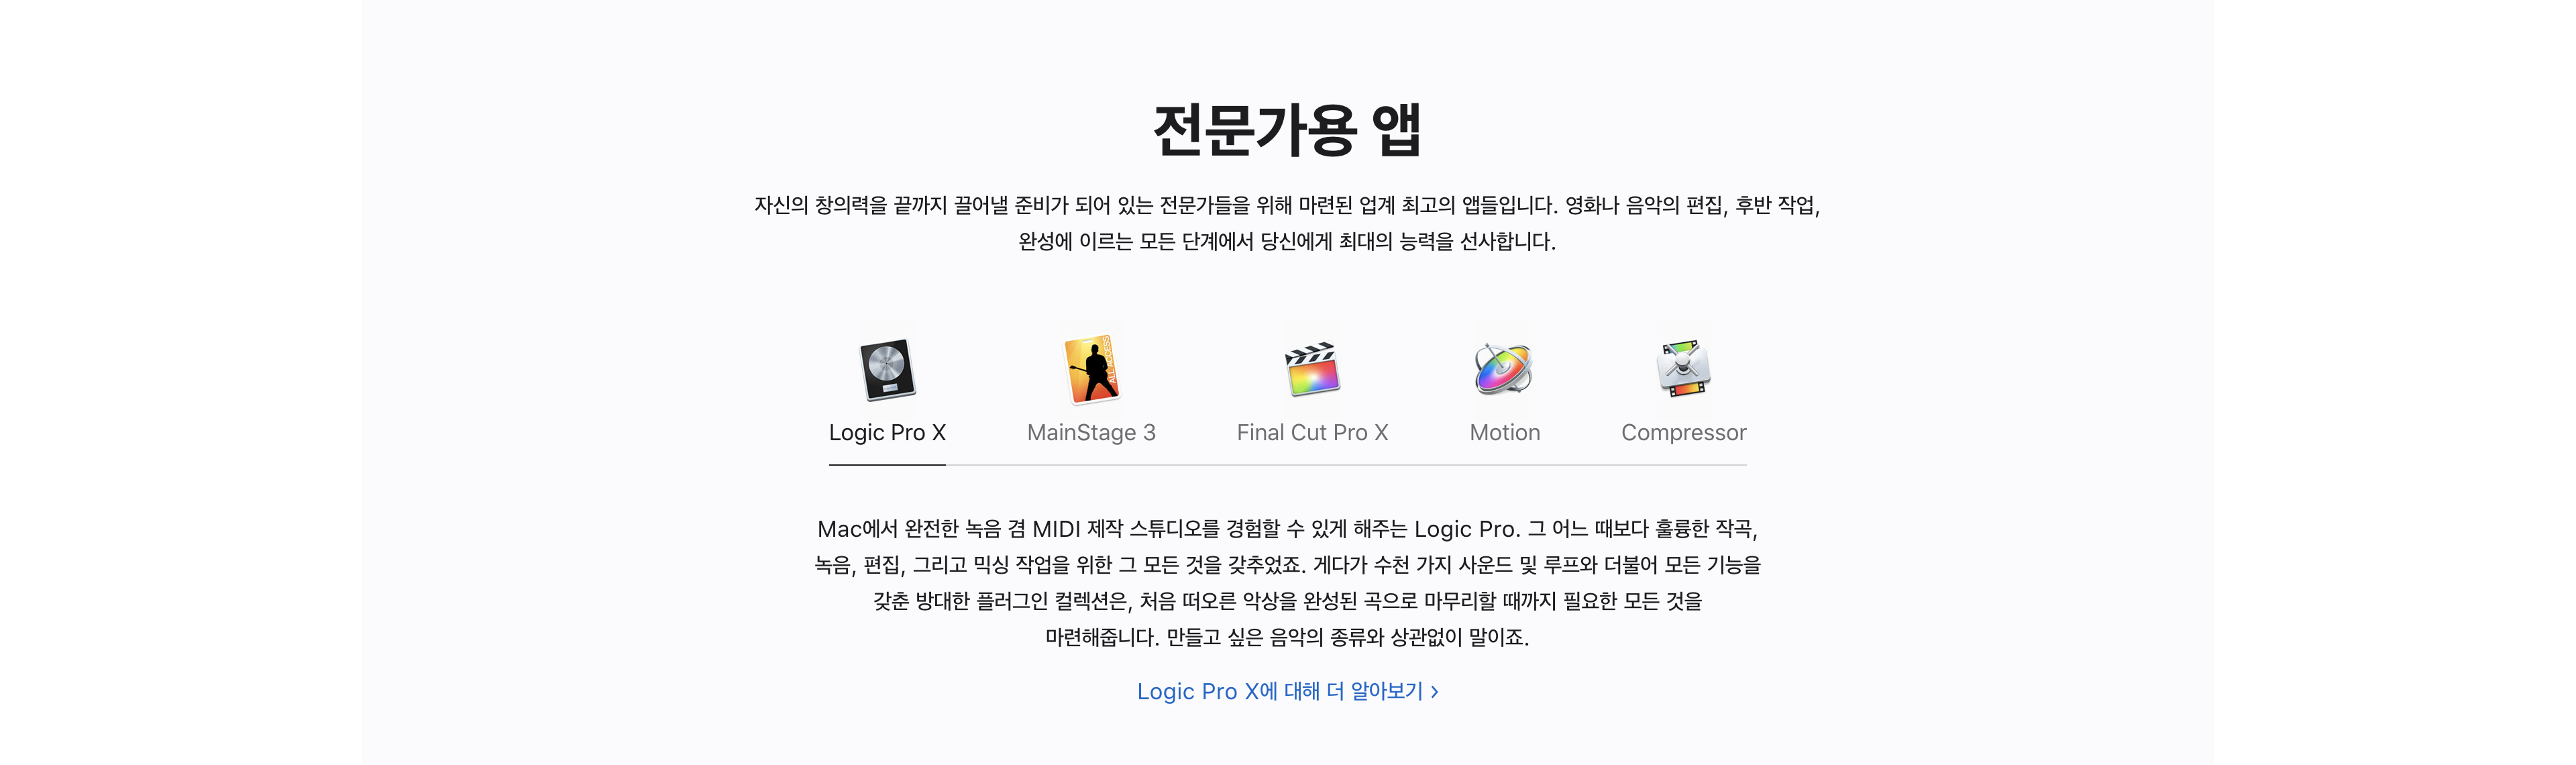 전문가용 앱
자신의 창의력을 끝까지 끌어낼 준비가 되어 있는 전문가들을 위해 마련된 업계 최고의 앱들입니다. 영화나 음악의 편집, 후반 작업,
완성에 이르는 모든 단계에서 당신에게 최대의 능력을 선사합니다.
ALL ACCESS
Logic Pro X
MainStage 3
Final Cut Pro X
Motion
Compressor
Mac에서 완전한 녹음 겸 MIDI 제작 스튜디오를 경험할 수 있게 해주는 Logic Pro. 그 어느 때보다 훌륭한 작곡,
녹음, 편집, 그리고 믹싱 작업을 위한 그 모든 것을 갖추었죠. 게다가 수천 가지 사운드 및 루프와 더불어 모든 기능을
갖춘 방대한 플러그인 컬렉션은, 처음 떠오른 악상을 완성된 곡으로 마무리할 때까지 필요한 모든 것을
마련해줍니다. 만들고 싶은 음악의 종류와 상관없이 말이죠.
Logic Pro X에 대해 더 알아보기 >